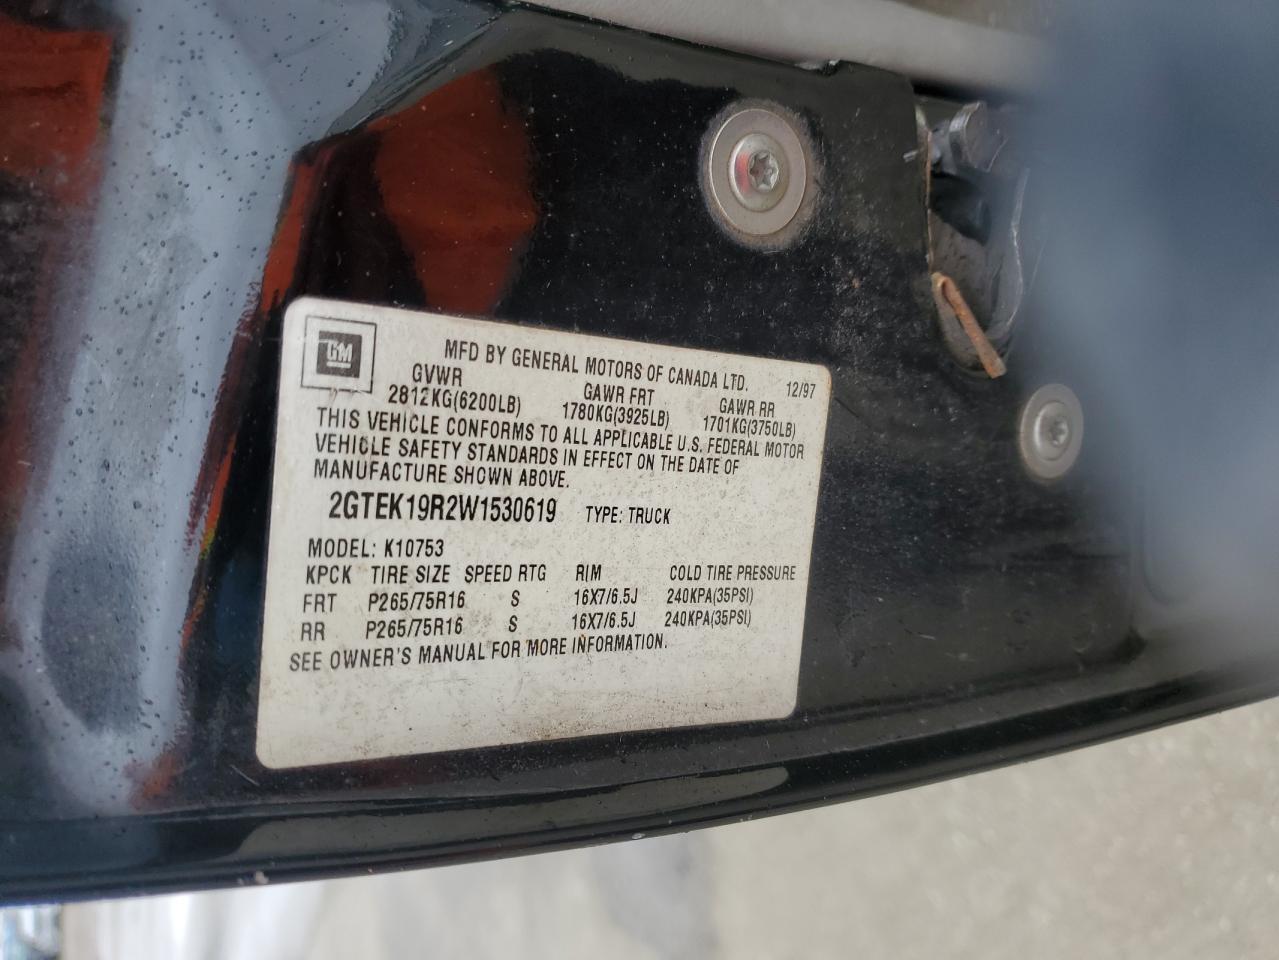 GM MFD BY GENERAL MOTORS OF CANADA LTD. 12/97
GVWR GAWR FRT GAWR RR
2812KG(6200LB) 1780KG(3925LB) 1701KG(3750LB)
THIS VEHICLE CONFORMS TO ALL APPLICABLE U.S. FEDERAL MOTOR
VEHICLE SAFETY STANDARDS IN EFFECT ON THE DATE OF
MANUFACTURE SHOWN ABOVE.
2GTEK19R2W1530619 TYPE: TRUCK
MODEL: K10753
KPCK TIRE SIZE SPEED RTG RIM COLD TIRE PRESSURE
FRT P265/75R16 S 16X7/6.5J 240KPA(35PSI)
RR P265/75R16 S 16X7/6.5J 240KPA(35PSI)
SEE OWNER'S MANUAL FOR MORE INFORMATION.